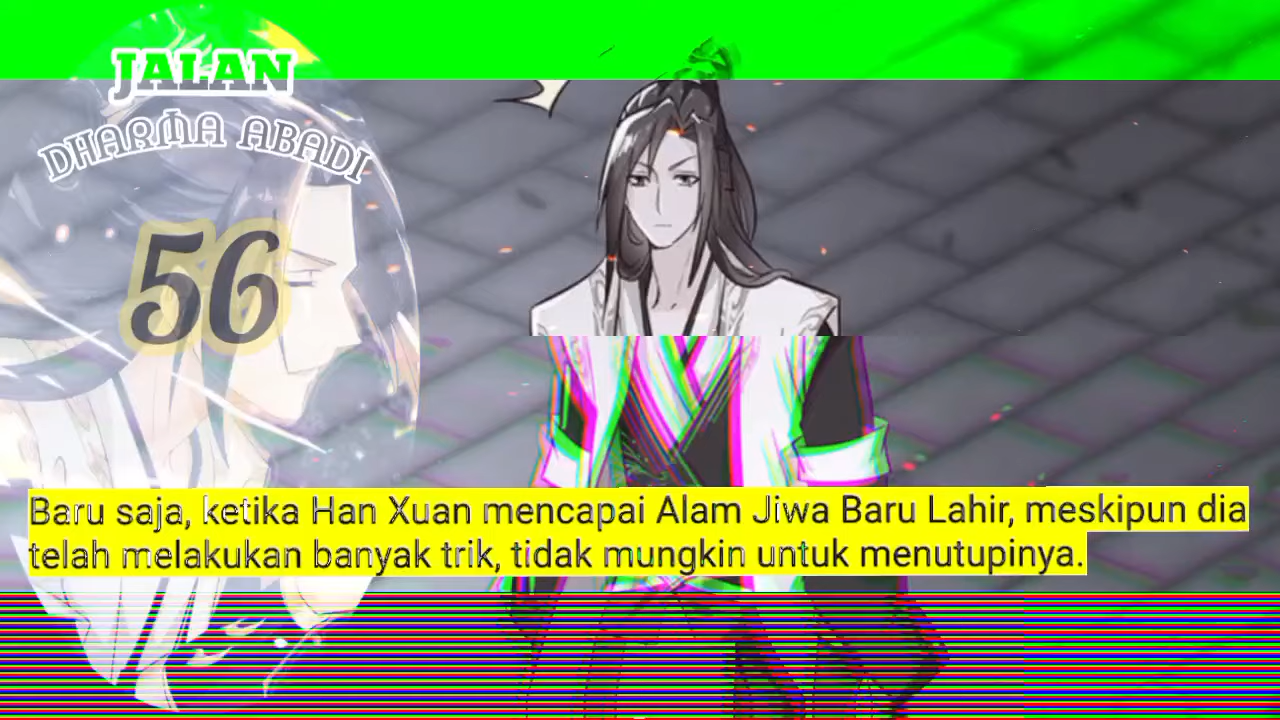 JALAN
DHARMA ABADI
56
Baru saja, ketika Han Xuan mencapai Alam Jiwa Baru Lahir, meskipun dia
telah melakukan banyak trik, tidak mungkin untuk menutupinya.